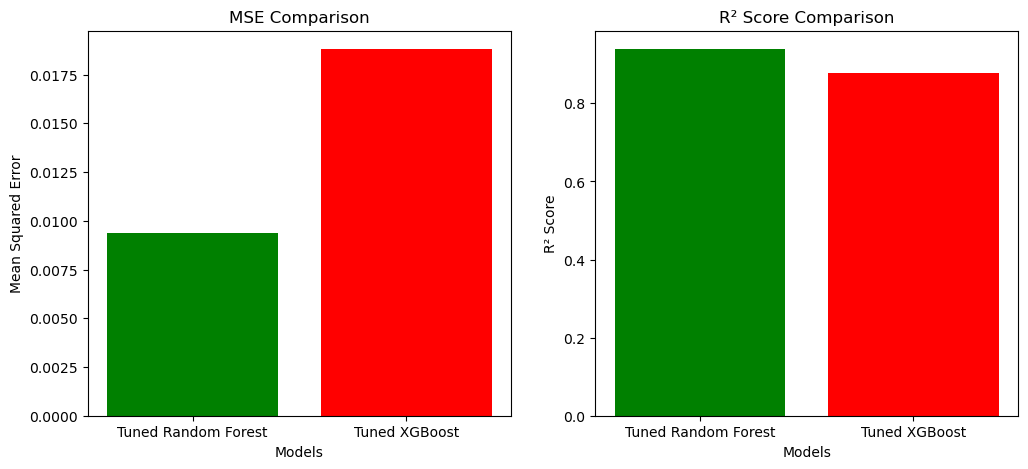 MSE Comparison
Mean Squared Error
0.0175
0.0150
0.0125
0.0100
0.0075
0.0050
0.0025
0.0000
Tuned Random Forest
Tuned XGBoost
Models
R² Score Comparison
R² Score
0.8
0.6
0.4
0.2
0.0
Tuned Random Forest
Tuned XGBoost
Models